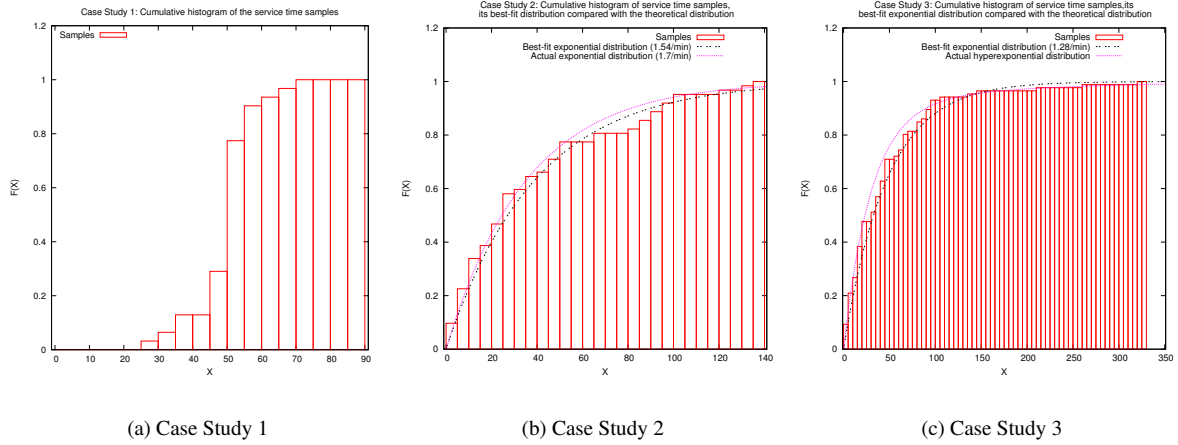 Case Study 1: Cumulative histogram of the service time samples
1.2
1
0.8
0.6
0.4
0.2
0
F(X)
Samples
0 10 20 30 40 50 60 70 80 90
X
(a) Case Study 1
Case Study 2: Cumulative histogram of service time samples,
its best-fit distribution compared with the theoretical distribution
1.2
1
0.8
0.6
0.4
0.2
0
F(X)
Samples
Best-fit exponential distribution (1.54/min)
Actual exponential distribution (1.7/min)
0 20 40 60 80 100 120 140
X
(b) Case Study 2
Case Study 3: Cumulative histogram of service time samples,its
best-fit exponential distribution compared with the theoretical distribution
1.2
1
0.8
0.6
0.4
0.2
0
F(X)
Samples
Best-fit exponential distribution (1.28/min)
Actual hyperexponential distribution
0 50 100 150 200 250 300 350
X
(c) Case Study 3